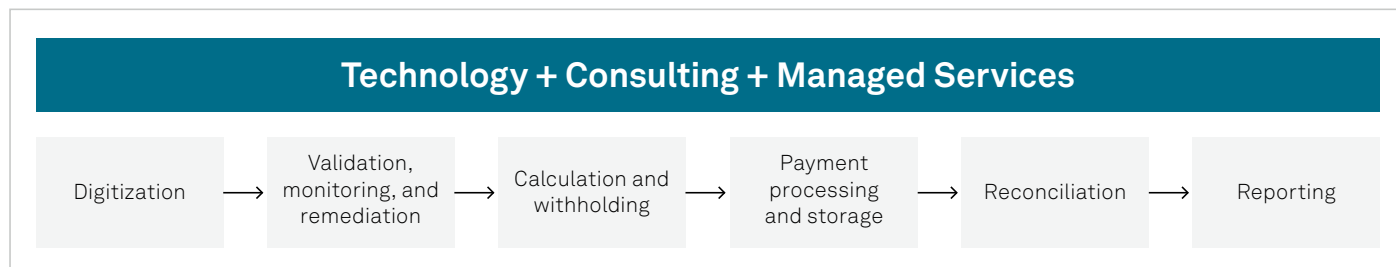 Technology + Consulting + Managed Services
Digitization
Validation,
monitoring, and
remediation
Calculation and
withholding
Payment
processing
and storage
Reconciliation
Reporting